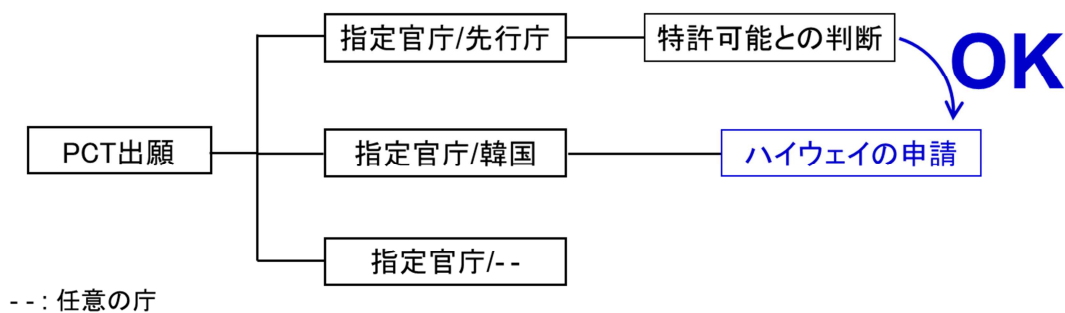 指定官庁/先行庁
特許可能との判断
OK
PCT出願
指定官庁/韓国
ハイウェイの申請
指定官庁/--
--: 任意の庁